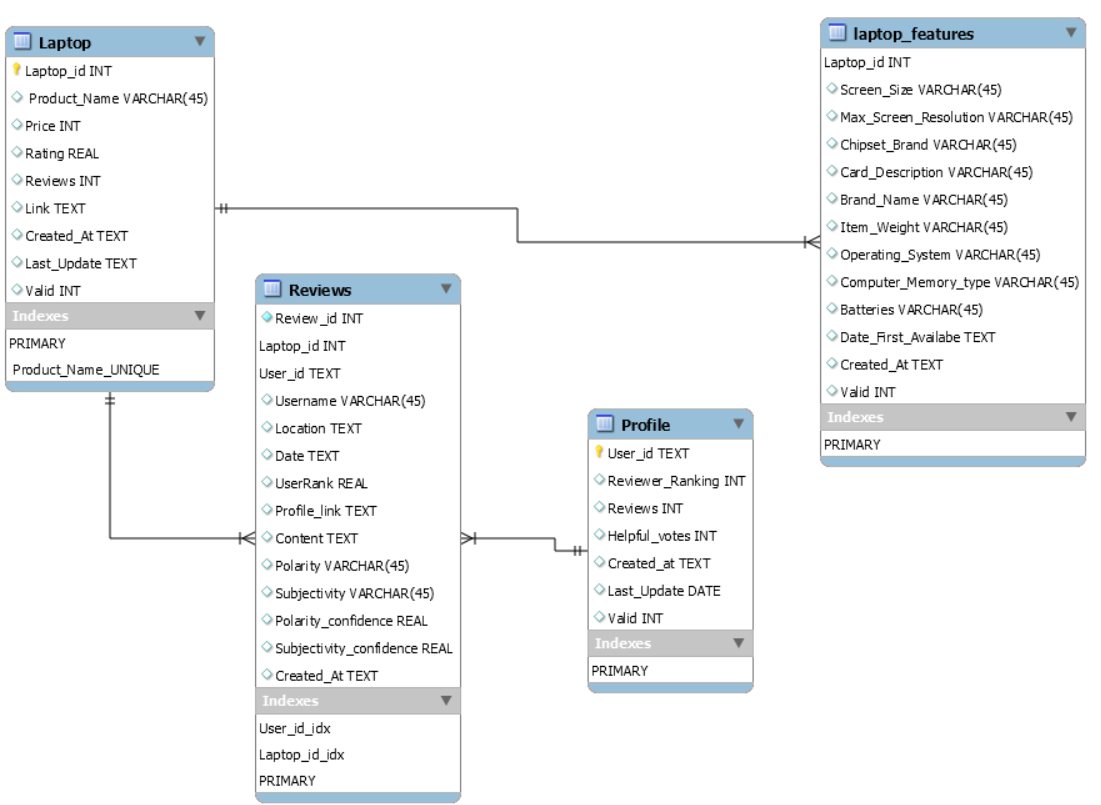 Laptop
Laptop_id INT
Product_Name VARCHAR(45)
Price INT
Rating REAL
Reviews INT
Link TEXT
Created_At TEXT
Last_Update TEXT
Valid INT
Indexes
PRIMARY
Product_Name_UNIQUE
Reviews
Review_id INT
Laptop_id INT
User_id TEXT
Username VARCHAR(45)
Location TEXT
Date TEXT
UserRank REAL
Profile_link TEXT
Content TEXT
Polarity VARCHAR(45)
Subjectivity VARCHAR(45)
Polarity_confidence REAL
Subjectivity_confidence REAL
Created_At TEXT
Indexes
User_id_idx
Laptop_id_idx
PRIMARY
Profile
User_id TEXT
Reviewer_Ranking INT
Reviews INT
Helpful_votes INT
Created_at TEXT
Last_Update DATE
Valid INT
Indexes
PRIMARY
laptop_features
Laptop_id INT
Screen_Size VARCHAR(45)
Max_Screen_Resolution VARCHAR(45)
Chipset_Brand VARCHAR(45)
Card_Description VARCHAR(45)
Brand_Name VARCHAR(45)
Item_Weight VARCHAR(45)
Operating_System VARCHAR(45)
Computer_Memory_type VARCHAR(45)
Batteries VARCHAR(45)
Date_First_Availabe TEXT
Created_At TEXT
Valid INT
Indexes
PRIMARY